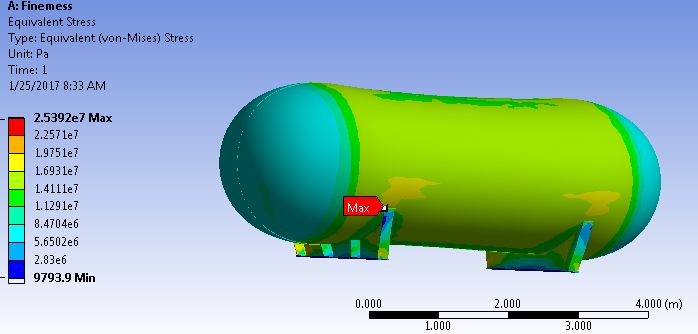 A: Finemess
Equivalent Stress
Type: Equivalent (von-Mises) Stress
Unit: Pa
Time: 1
1/25/2017 8:33 AM
2.5392e7 Max
2.2571e7
1.9751e7
1.6931e7
1.4111e7
1.1291e7
8.4704e6
5.6502e6
2.83e6
9793.9 Min
Max
0.000 2.000 4.000 (m)
1.000 3.000